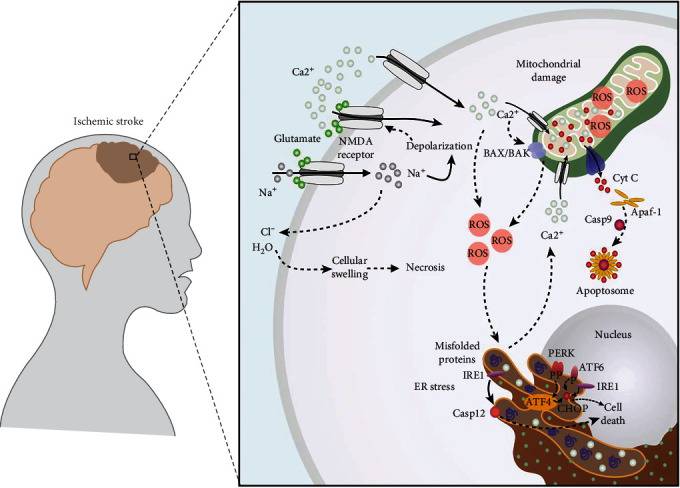 Ischemic stroke
Ca2+
Glutamate
NMDA
receptor
Depolarization
Na+
Na+
Cl−
H2O
Cellular
swelling
Necrosis
Mitochondrial
damage
Ca2+
BAX/BAK
ROS
ROS
ROS
Cyt C
Apaf-1
Casp9
Apoptosome
Ca2+
ROS
ROS
ROS
Nucleus
Misfolded
proteins
IRE1
ER stress
Casp12
PERK
ATF6
IRE1
ATF4
CHOP
Cell
death